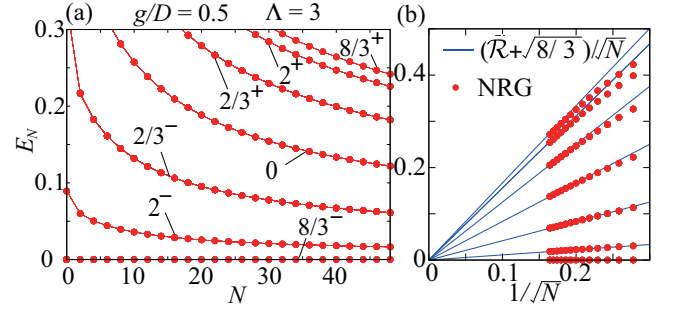 (a) g/D = 0.5 Λ = 3
0.3
0.2
0.1
0
E_N
0 10 20 30 40
N
8/3⁺
2⁺
2/3⁺
0
2/3⁻
2⁻
8/3⁻
(b)
(R̄+√8/3)/√N
NRG
0.4
0.2
0
0 0.1 0.2
1/√N